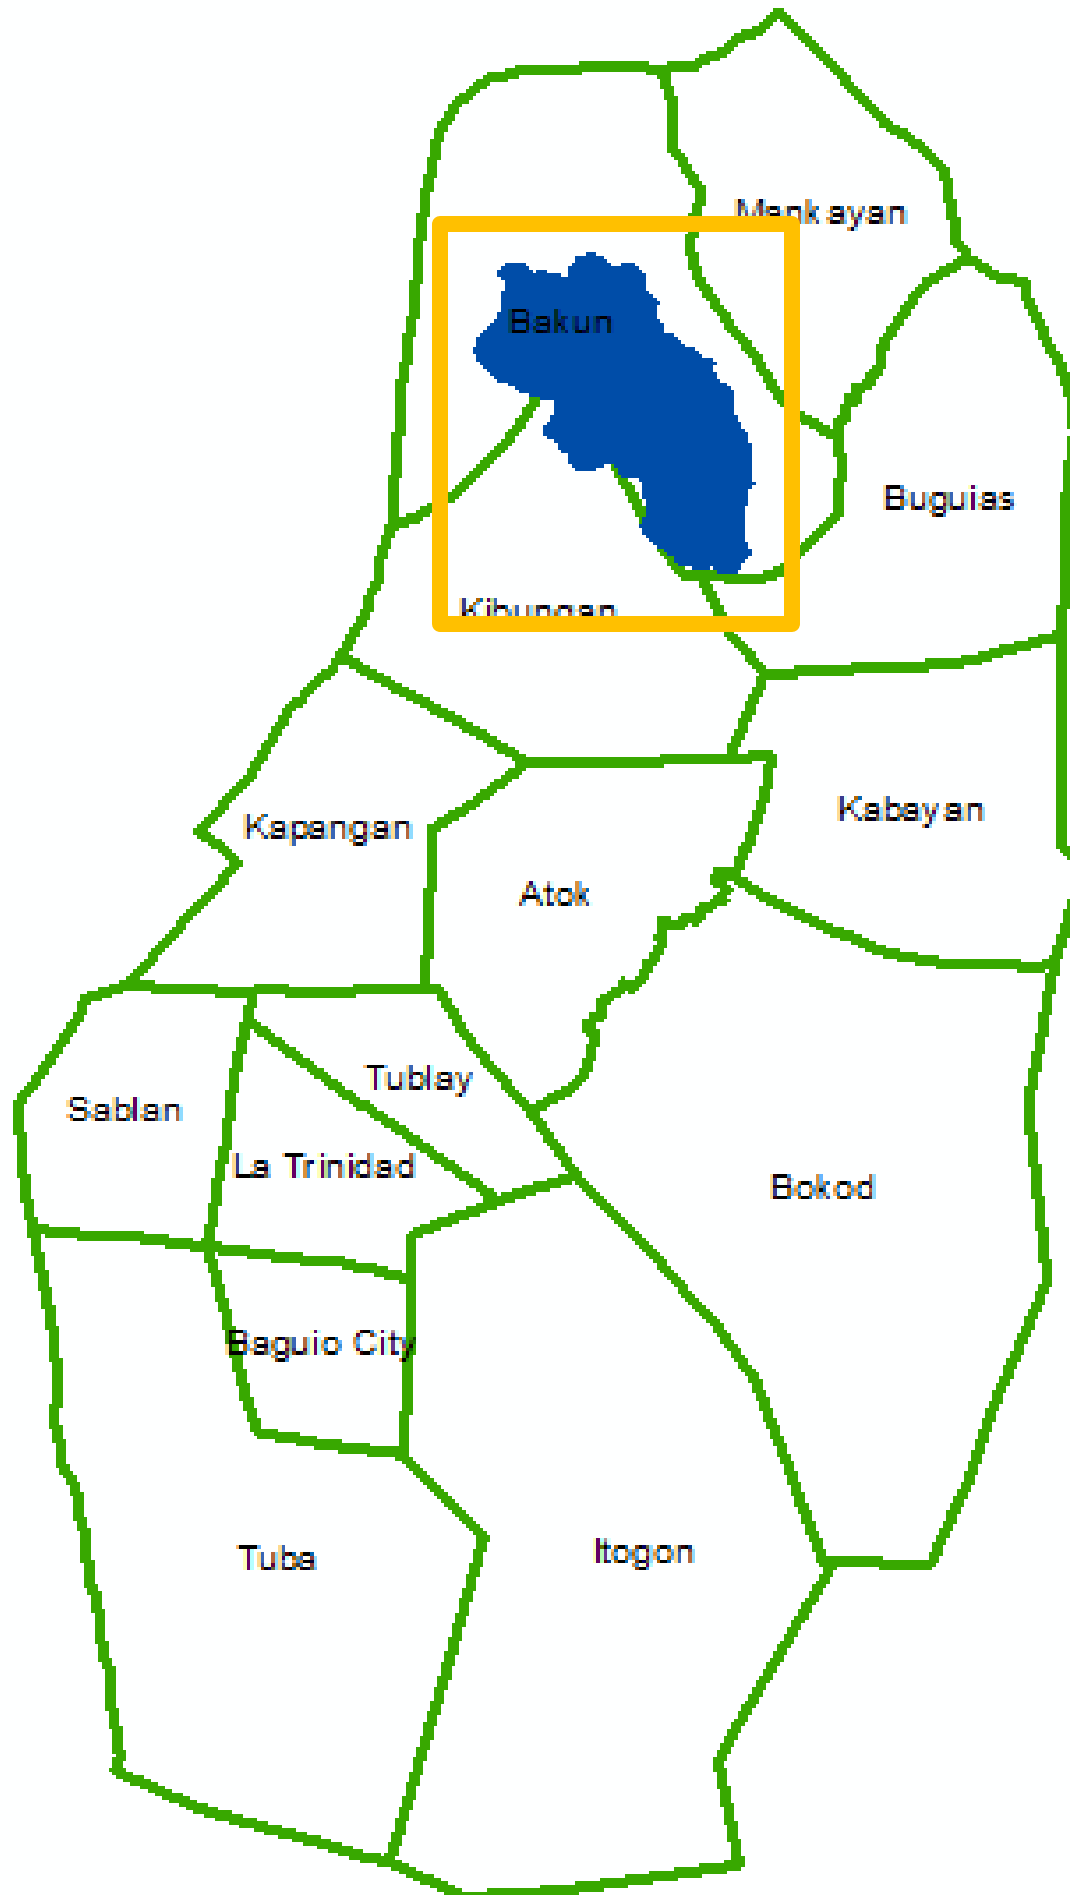 Mankayan
Bakun
Buguias
Kibungan
Kabayan
Kapangan
Atok
Tublay
Sablan
La Trinidad
Bokod
Baguio City
Itogon
Tuba